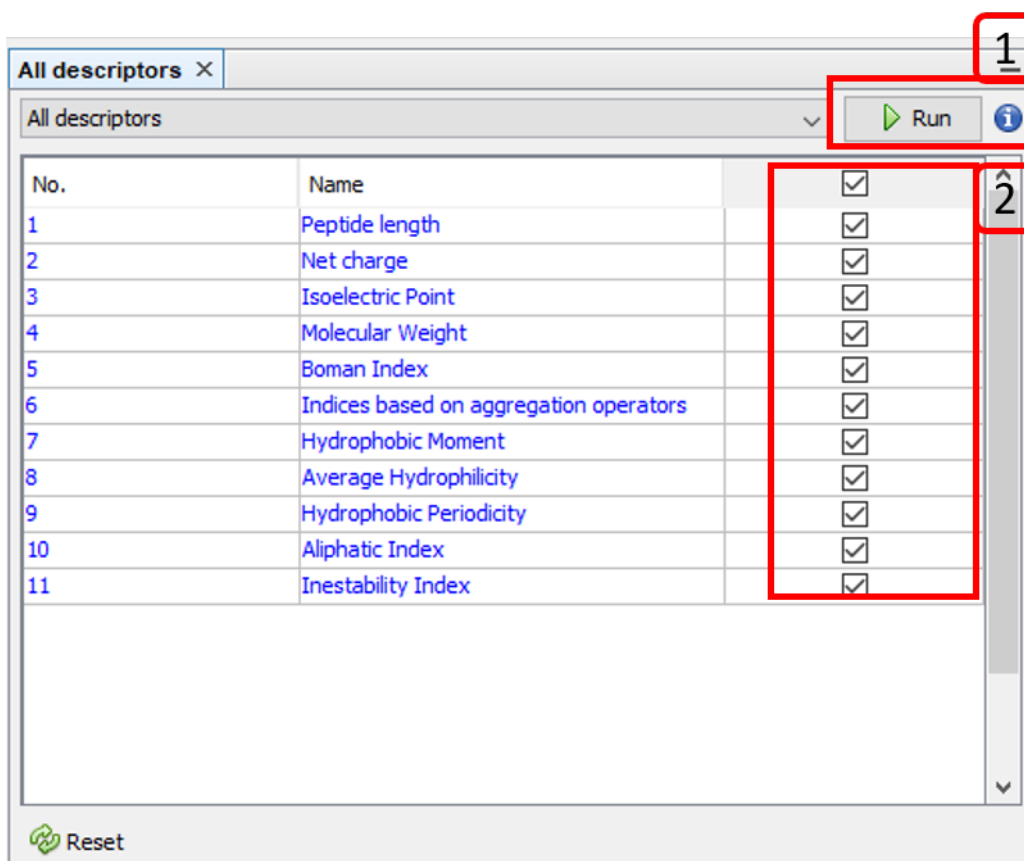 1
All descriptors
All descriptors
Run
2
No. Name
1 Peptide length
2 Net charge
3 Isoelectric Point
4 Molecular Weight
5 Boman Index
6 Indices based on aggregation operators
7 Hydrophobic Moment
8 Average Hydrophilicity
9 Hydrophobic Periodicity
10 Aliphatic Index
11 Inestability Index
Reset